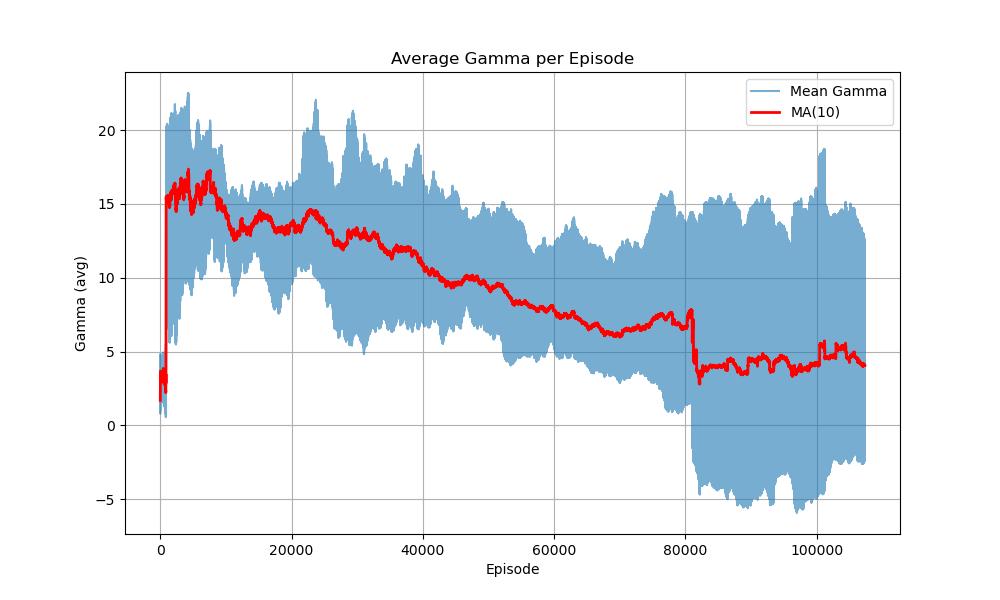 Average Gamma per Episode
Mean Gamma
MA(10)
20
15
10
5
0
−5
Gamma (avg)
0
20000
40000
60000
80000
100000
Episode